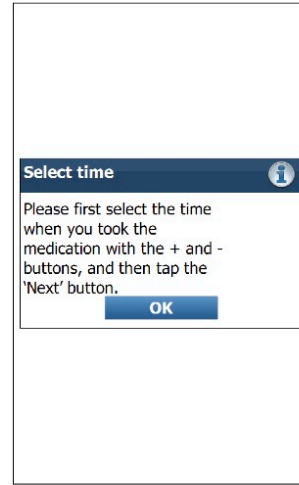 Select time
Please first select the time
when you took the
medication with the + and -
buttons, and then tap the
'Next' button.
OK